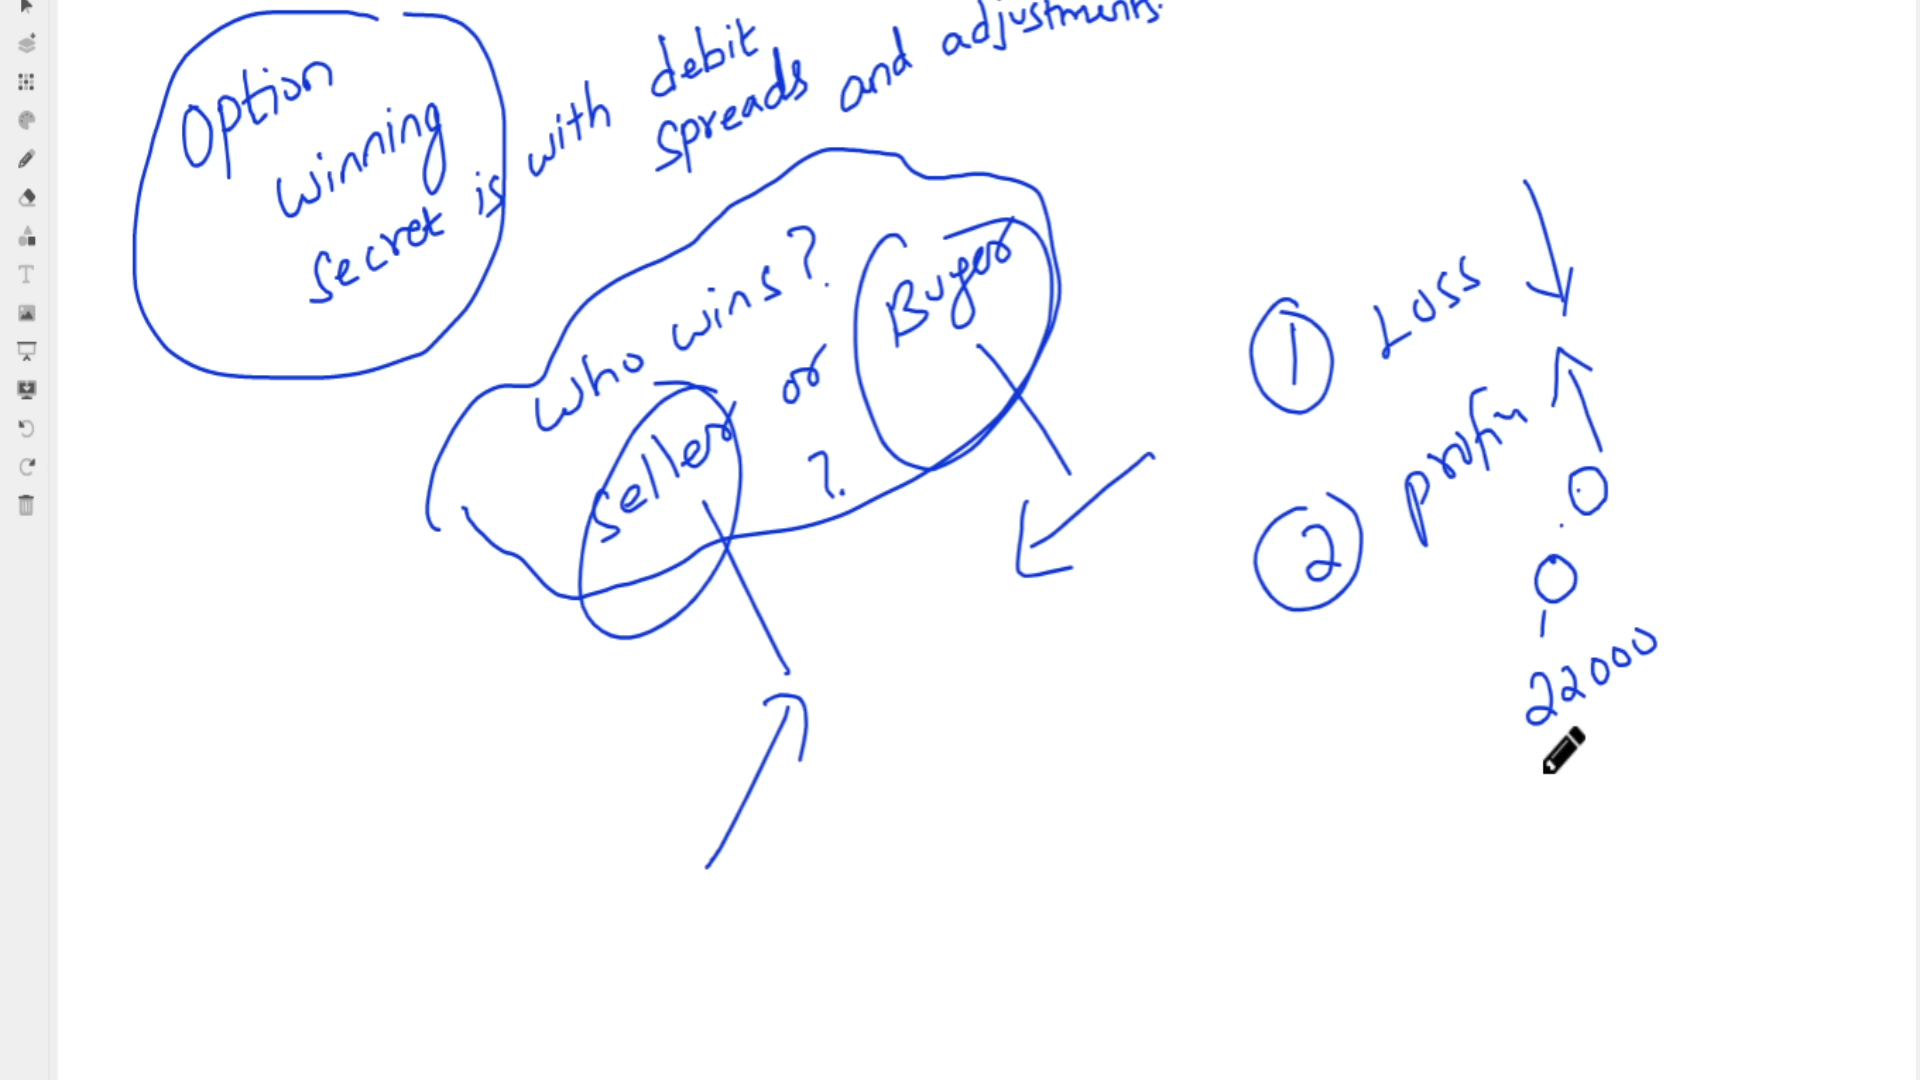 Option
winning
secret is with debit
spreads and adjustments.
who wins?
Seller or Buyer
?
1 Loss
2 profit
22000